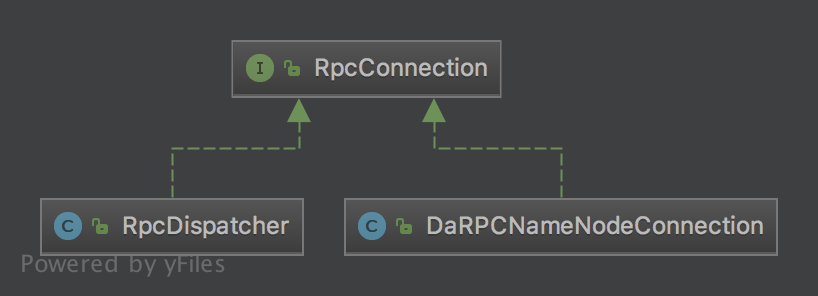 I RpcConnection
C RpcDispatcher
C DaRPCNameNodeConnection
Powered by yFiles